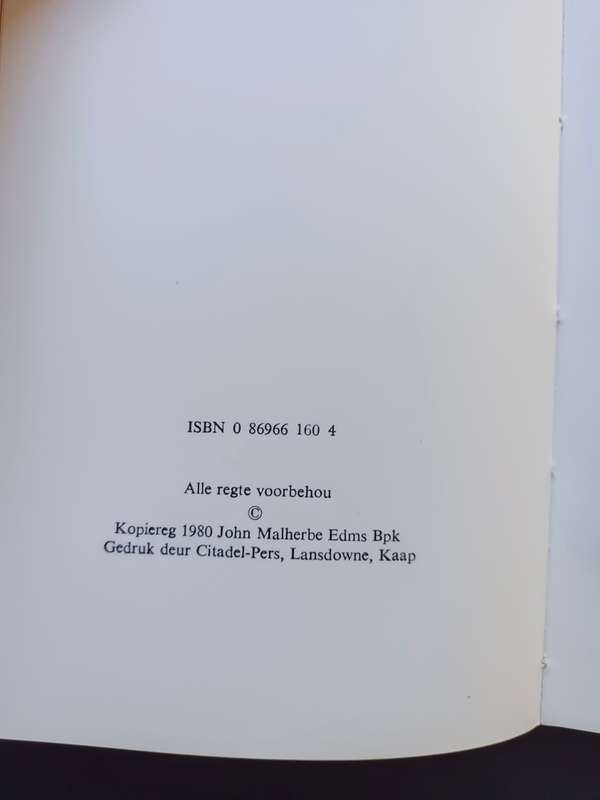 ISBN 0 86966 160 4
Alle regte voorbehou
©
Kopiereg 1980 John Malherbe Edms Bpk
Gedruk deur Citadel-Pers, Lansdowne, Kaap